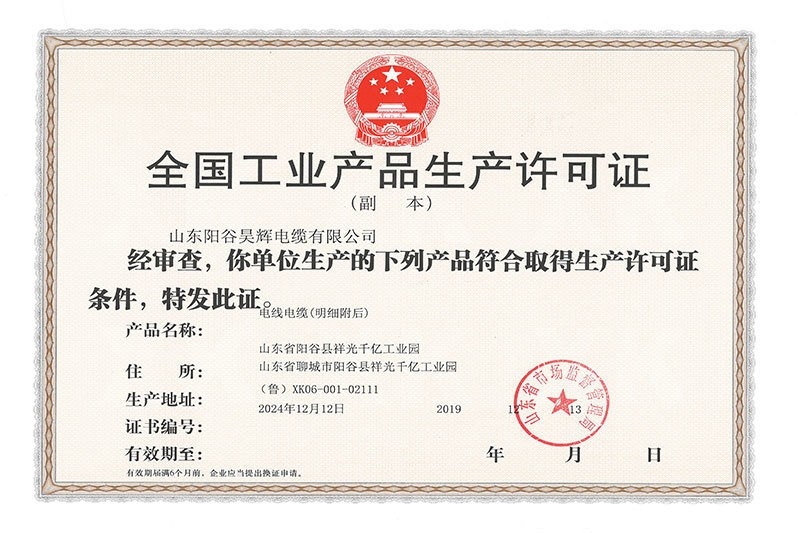 全国工业产品生产许可证
(副 本)
山东阳谷昊辉电缆有限公司
经审查，你单位生产的下列产品符合取得生产许可证
条件，特发此证。
电线电缆(明细附后)
产品名称：
山东省阳谷县祥光千亿工业园
住 所：
山东省聊城市阳谷县祥光千亿工业园
（鲁）XK06-001-02111
生产地址：
2024年12月12日 2019 12 13
证书编号：
有效期至： 年 月 日
有效期届满6个月前，企业应当提出换证申请。
山东省市场监督管理局